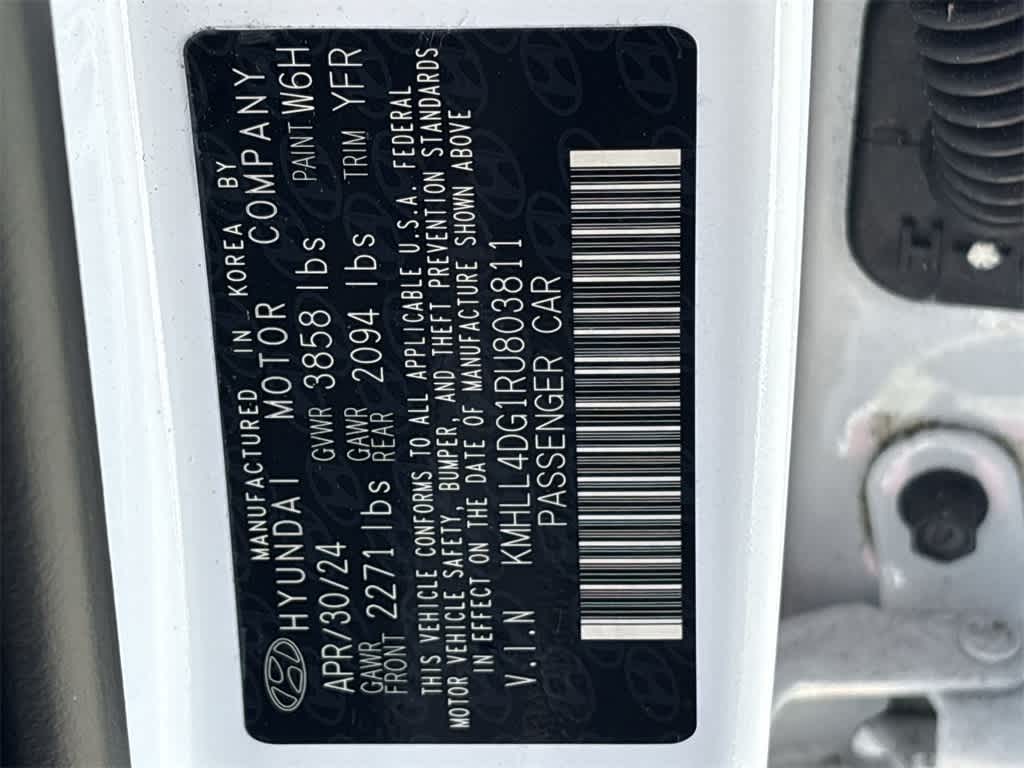 MANUFACTURED IN KOREA BY
HYUNDAI MOTOR COMPANY
APR/30/24 GVWR 3858 lbs PAINT W6H
GAWR FRONT 2271 lbs GAWR REAR 2094 lbs TRIM YFR
THIS VEHICLE CONFORMS TO ALL APPLICABLE U.S.A. FEDERAL
MOTOR VEHICLE SAFETY, BUMPER, AND THEFT PREVENTION STANDARDS
IN EFFECT ON THE DATE OF MANUFACTURE SHOWN ABOVE
V.I.N KMHLL4DG1RU803811
PASSENGER CAR